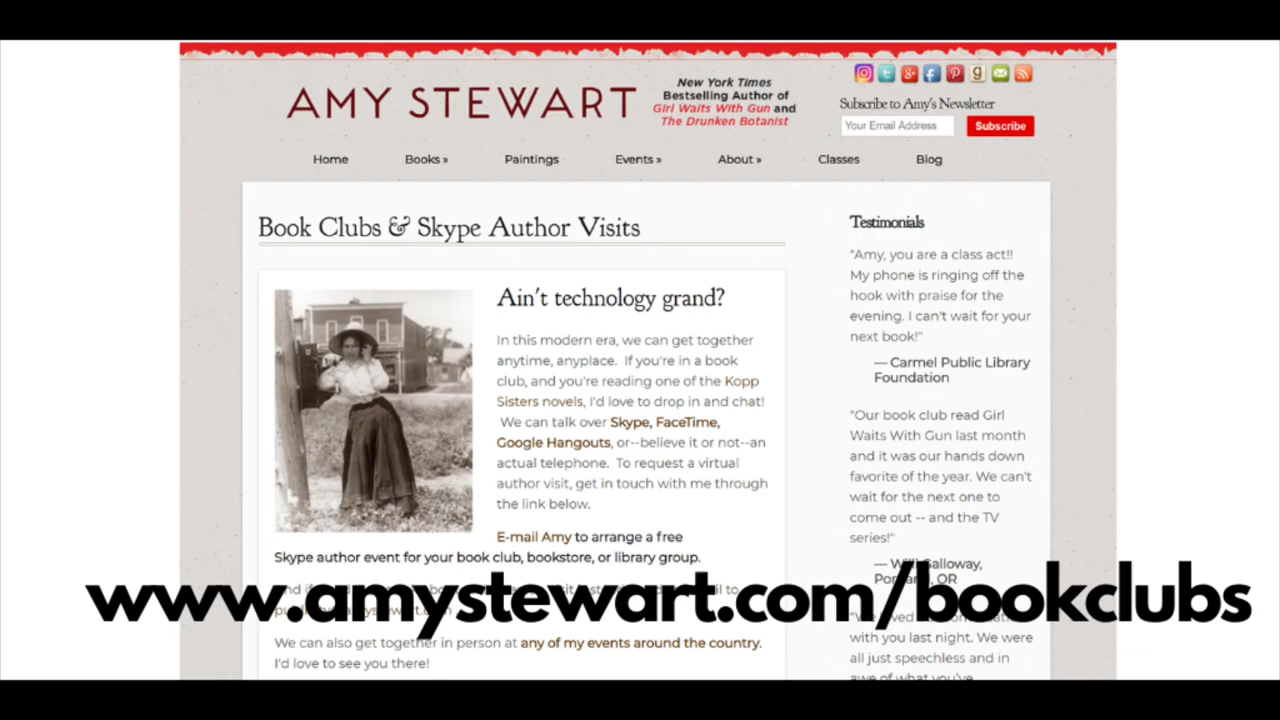 AMY STEWART
New York Times
Bestselling Author of
Girl Waits With Gun and
The Drunken Botanist
Subscribe to Amy's Newsletter
Your Email Address
Subscribe
Home
Books »
Paintings
Events »
About »
Classes
Blog
Book Clubs & Skype Author Visits
Ain't technology grand?
In this modern era, we can get together
anytime, anyplace. If you're in a book
club, and you're reading one of the Kopp
Sisters novels, I'd love to drop in and chat!
We can talk over Skype, FaceTime,
Google Hangouts, or--believe it or not--an
actual telephone. To request a virtual
author visit, get in touch with me through
the link below.
E-mail Amy to arrange a free
Skype author event for your book club, bookstore, or library group.
www.amystewart.com/bookclubs
We can also get together in person at any of my events around the country.
I'd love to see you there!
Testimonials
"Amy, you are a class act!!
My phone is ringing off the
hook with praise for the
evening. I can't wait for your
next book!"
— Carmel Public Library
Foundation
"Our book club read Girl
Waits With Gun last month
and it was our hands down
favorite of the year. We can't
wait for the next one to
come out -- and the TV
series!"
— Galloway,
OR
with you last night. We were
all just speechless and in
awe of what you've